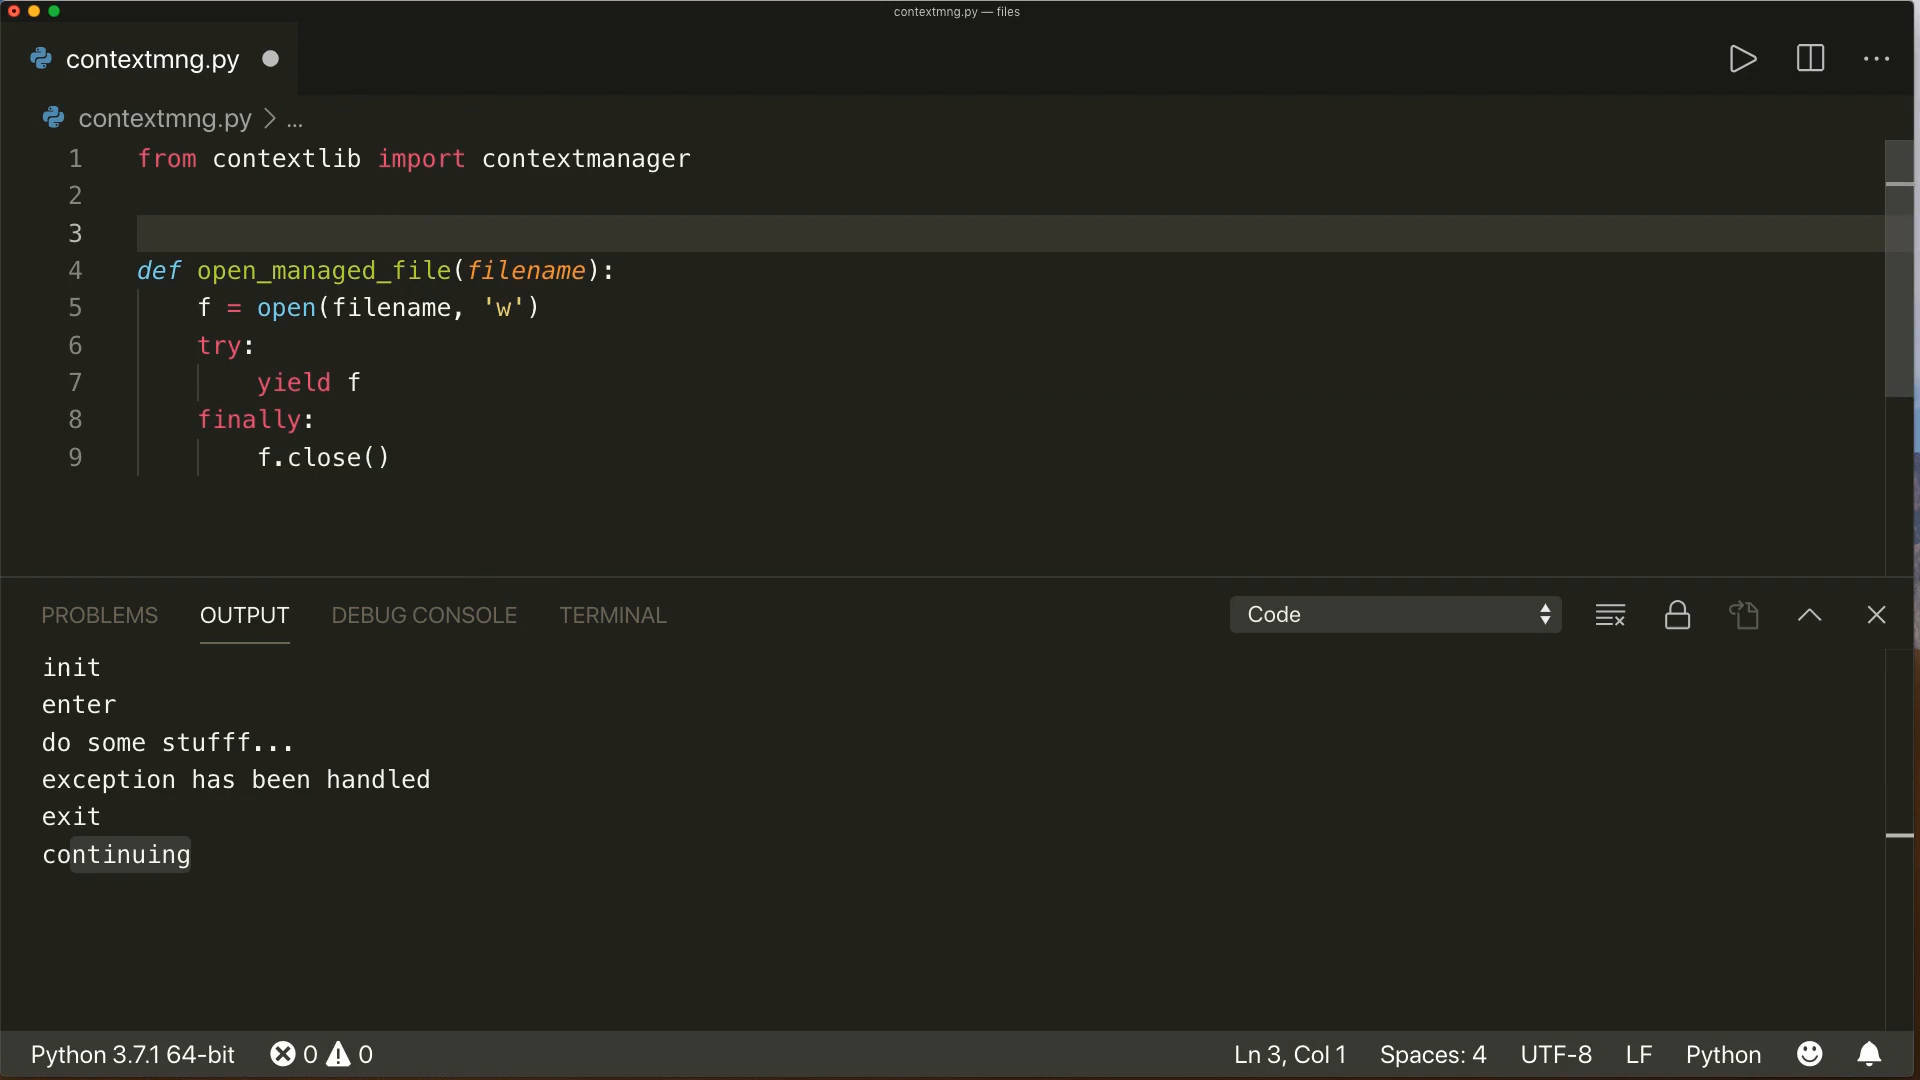 contextmng.py — files
contextmng.py
contextmng.py > ...
1 from contextlib import contextmanager
2
3
4 def open_managed_file(filename):
5     f = open(filename, 'w')
6     try:
7         yield f
8     finally:
9         f.close()
PROBLEMS OUTPUT DEBUG CONSOLE TERMINAL Code
init
enter
do some stufff...
exception has been handled
exit
continuing
Python 3.7.1 64-bit 0 0 Ln 3, Col 1 Spaces: 4 UTF-8 LF Python